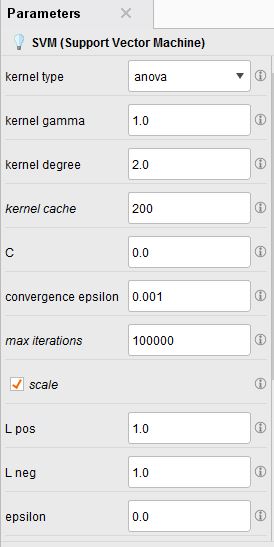 Parameters
SVM (Support Vector Machine)
kernel type anova
kernel gamma 1.0
kernel degree 2.0
kernel cache 200
C 0.0
convergence epsilon 0.001
max iterations 100000
scale
L pos 1.0
L neg 1.0
epsilon 0.0